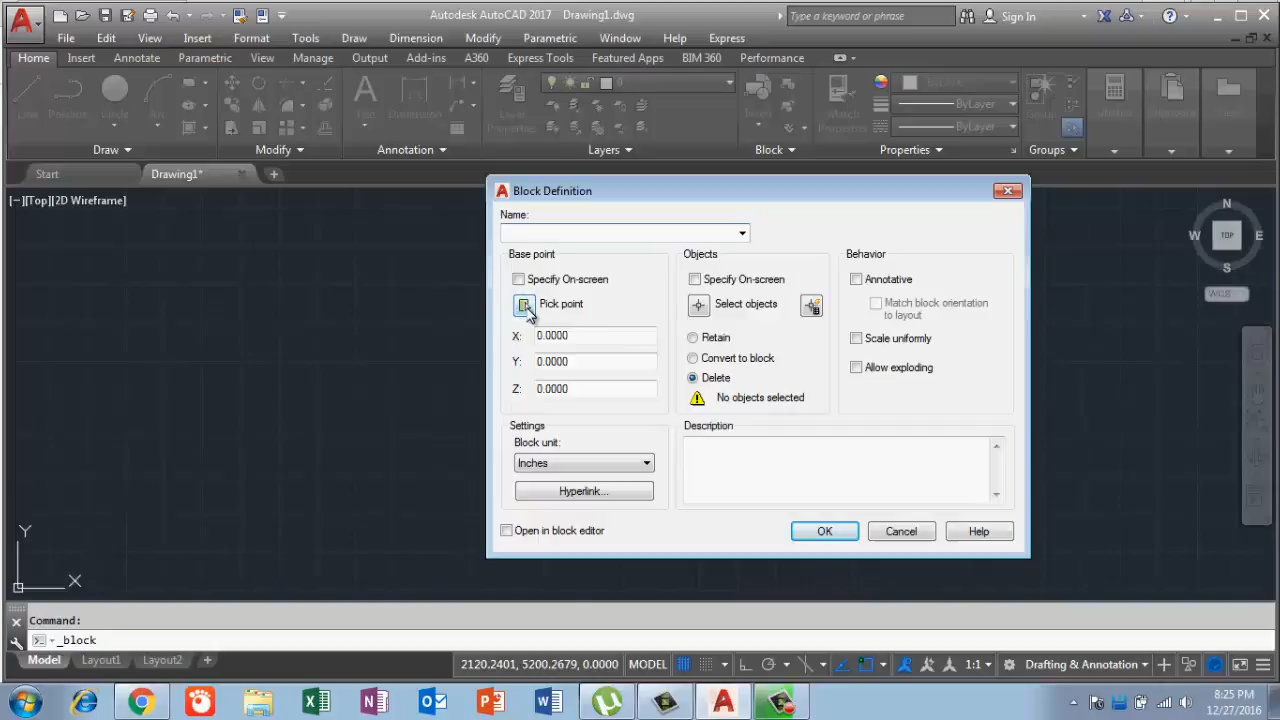 Autodesk AutoCAD 2017 Drawing1.dwg
Type a keyword or phrase
Sign In
File Edit View Insert Format Tools Draw Dimension Modify Parametric Window Help Express
Home Insert Annotate Parametric View Manage Output Add-ins A360 Express Tools Featured Apps BIM 360 Performance
0
ByLayer
ByLayer
Match
Properties
Layer
Properties
Group
Draw Modify Annotation Layers Block Properties Groups
Start Drawing1*
[−][Top][2D Wireframe]
N
W TOP E
S
WCS
Block Definition
Name:
Base point
Specify On-screen
Pick point
X: 0.0000
Y: 0.0000
Z: 0.0000
Objects
Specify On-screen
Select objects
Retain
Convert to block
Delete
No objects selected
Behavior
Annotative
Match block orientation
to layout
Scale uniformly
Allow exploding
Settings
Block unit:
Inches
Hyperlink...
Description
Open in block editor
OK Cancel Help
Y
X
Command:
_block
Model Layout1 Layout2 +
2120.2401, 5200.2679, 0.0000 MODEL 1:1 Drafting & Annotation
8:25 PM
12/27/2016